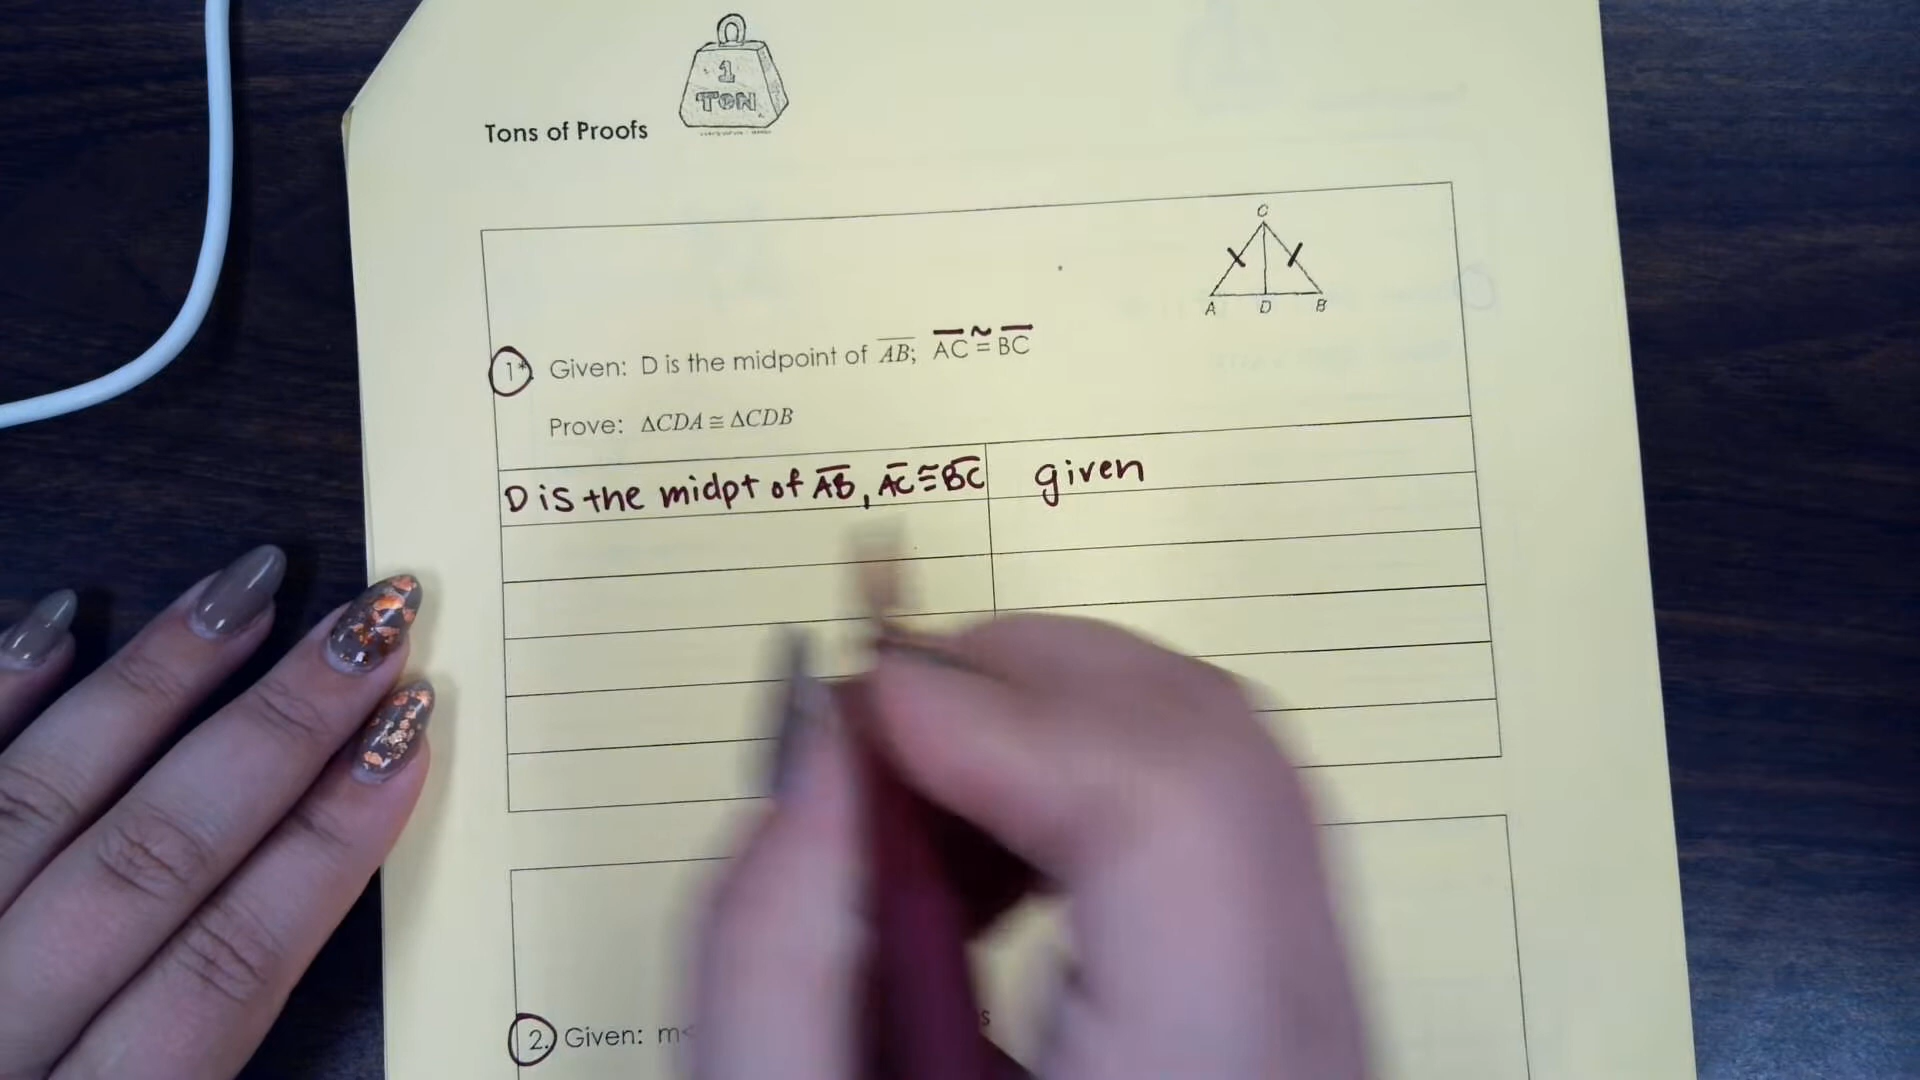 1
TON
Tons of Proofs
C
A D B
1* Given: D is the midpoint of AB; AC ≅ BC
Prove: ΔCDA ≅ ΔCDB
D is the midpt of AB, AC ≅ BC given
2. Given: m<